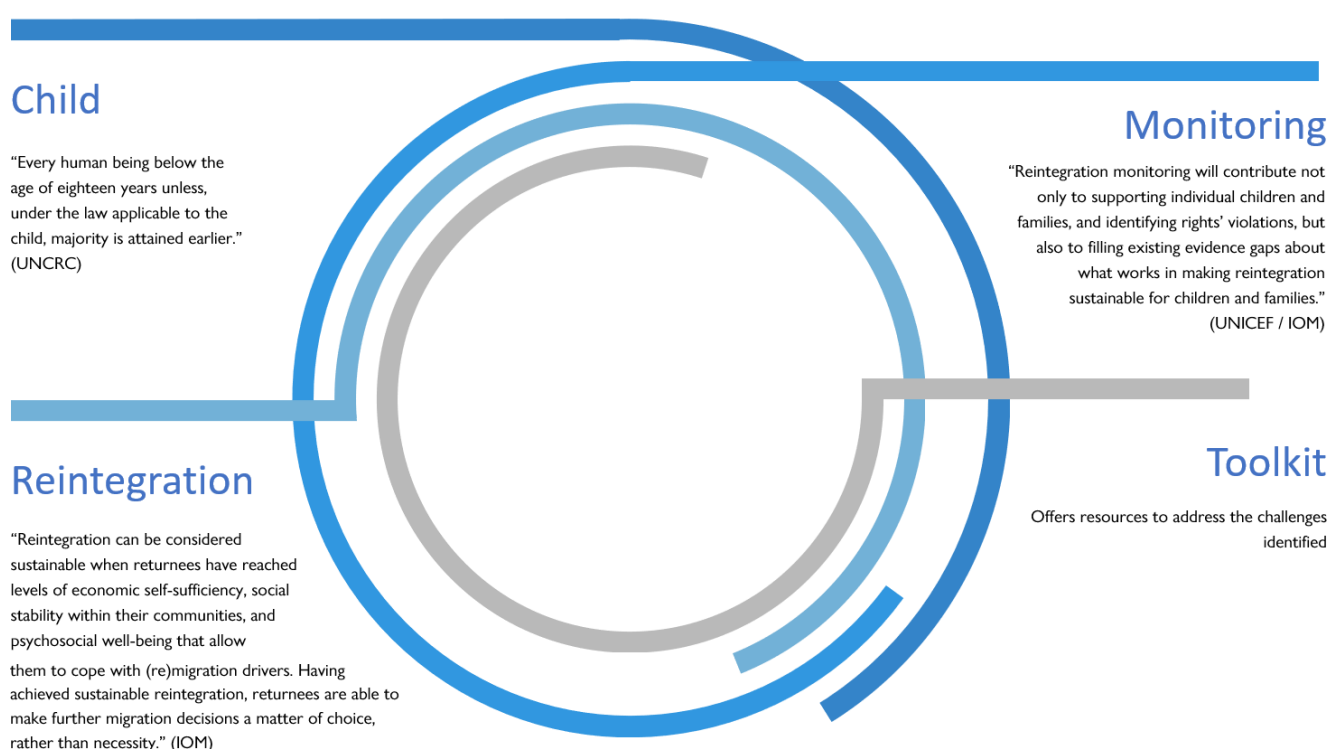 Child
“Every human being below the
age of eighteen years unless,
under the law applicable to the
child, majority is attained earlier.”
(UNCRC)
Monitoring
“Reintegration monitoring will contribute not
only to supporting individual children and
families, and identifying rights’ violations, but
also to filling existing evidence gaps about
what works in making reintegration
sustainable for children and families.”
(UNICEF / IOM)
Reintegration
“Reintegration can be considered
sustainable when returnees have reached
levels of economic self-sufficiency, social
stability within their communities, and
psychosocial well-being that allow
them to cope with (re)migration drivers. Having
achieved sustainable reintegration, returnees are able to
make further migration decisions a matter of choice,
rather than necessity.” (IOM)
Toolkit
Offers resources to address the challenges
identified